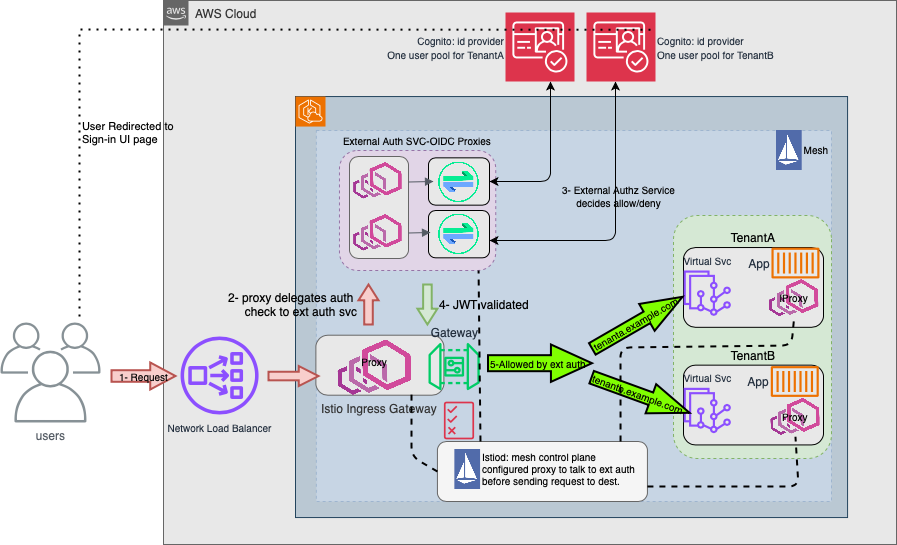 aws
AWS Cloud
Cognito: id provider
One user pool for TenantA
Cognito: id provider
One user pool for TenantB
User Redirected to
Sign-in UI page
External Auth SVC-OIDC Proxies
Mesh
3- External Authz Service
decides allow/deny
TenantA
Virtual Svc
App
Proxy
2- proxy delegates auth
check to ext auth svc
4- JWT validated
Gateway
tenanta.example.com
1- Request
Proxy
5-Allowed by ext auth
TenantB
Virtual Svc
App
Proxy
tenantb.example.com
Istio Ingress Gateway
Network Load Balancer
users
Istiod: mesh control plane
configured proxy to talk to ext auth
before sending request to dest.